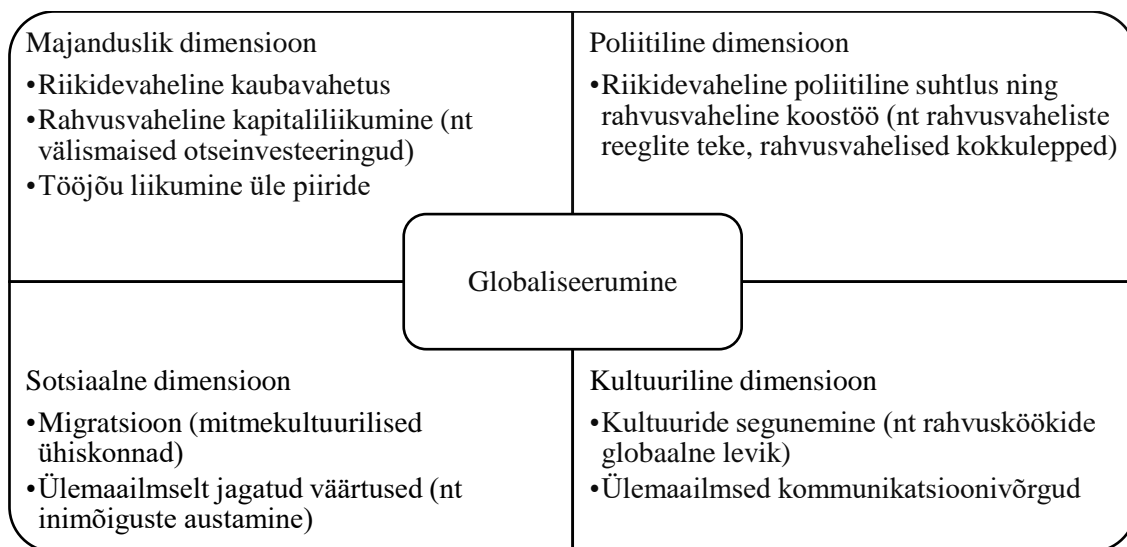 Majanduslik dimensioon
•Riikidevaheline kaubavahetus
•Rahvusvaheline kapitaliliikumine (nt
välismaised otseinvesteeringud)
•Tööjõu liikumine üle piiride
Poliitiline dimensioon
•Riikidevaheline poliitiline suhtlus ning
rahvusvaheline koostöö (nt rahvusvaheliste
reeglite teke, rahvusvahelised kokkulepped)
Globaliseerumine
Sotsiaalne dimensioon
•Migratsioon (mitmekultuurilised
ühiskonnad)
•Ülemaailmselt jagatud väärtused (nt
inimõiguste austamine)
Kultuuriline dimensioon
•Kultuuride segunemine (nt rahvusköökide
globaalne levik)
•Ülemaailmsed kommunikatsioonivõrgud